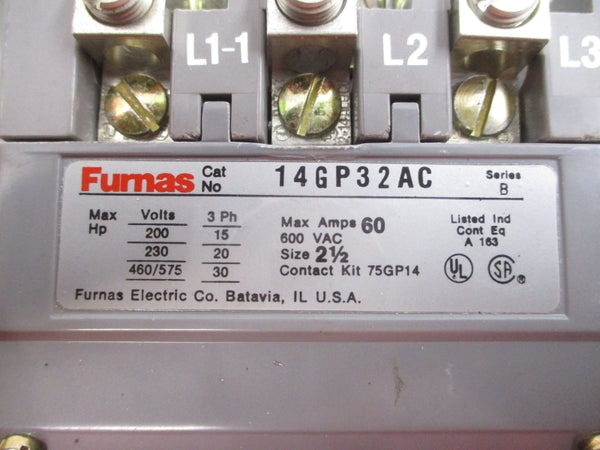 L1-1 L2 L3
Furnas Cat No 14GP32AC Series B
Max Hp Volts 3 Ph
200 15
230 20
460/575 30
Max Amps 60
600 VAC
Size 2½
Contact Kit 75GP14
Listed Ind
Cont Eq
A 163
UL SA ®
Furnas Electric Co. Batavia, IL U.S.A.